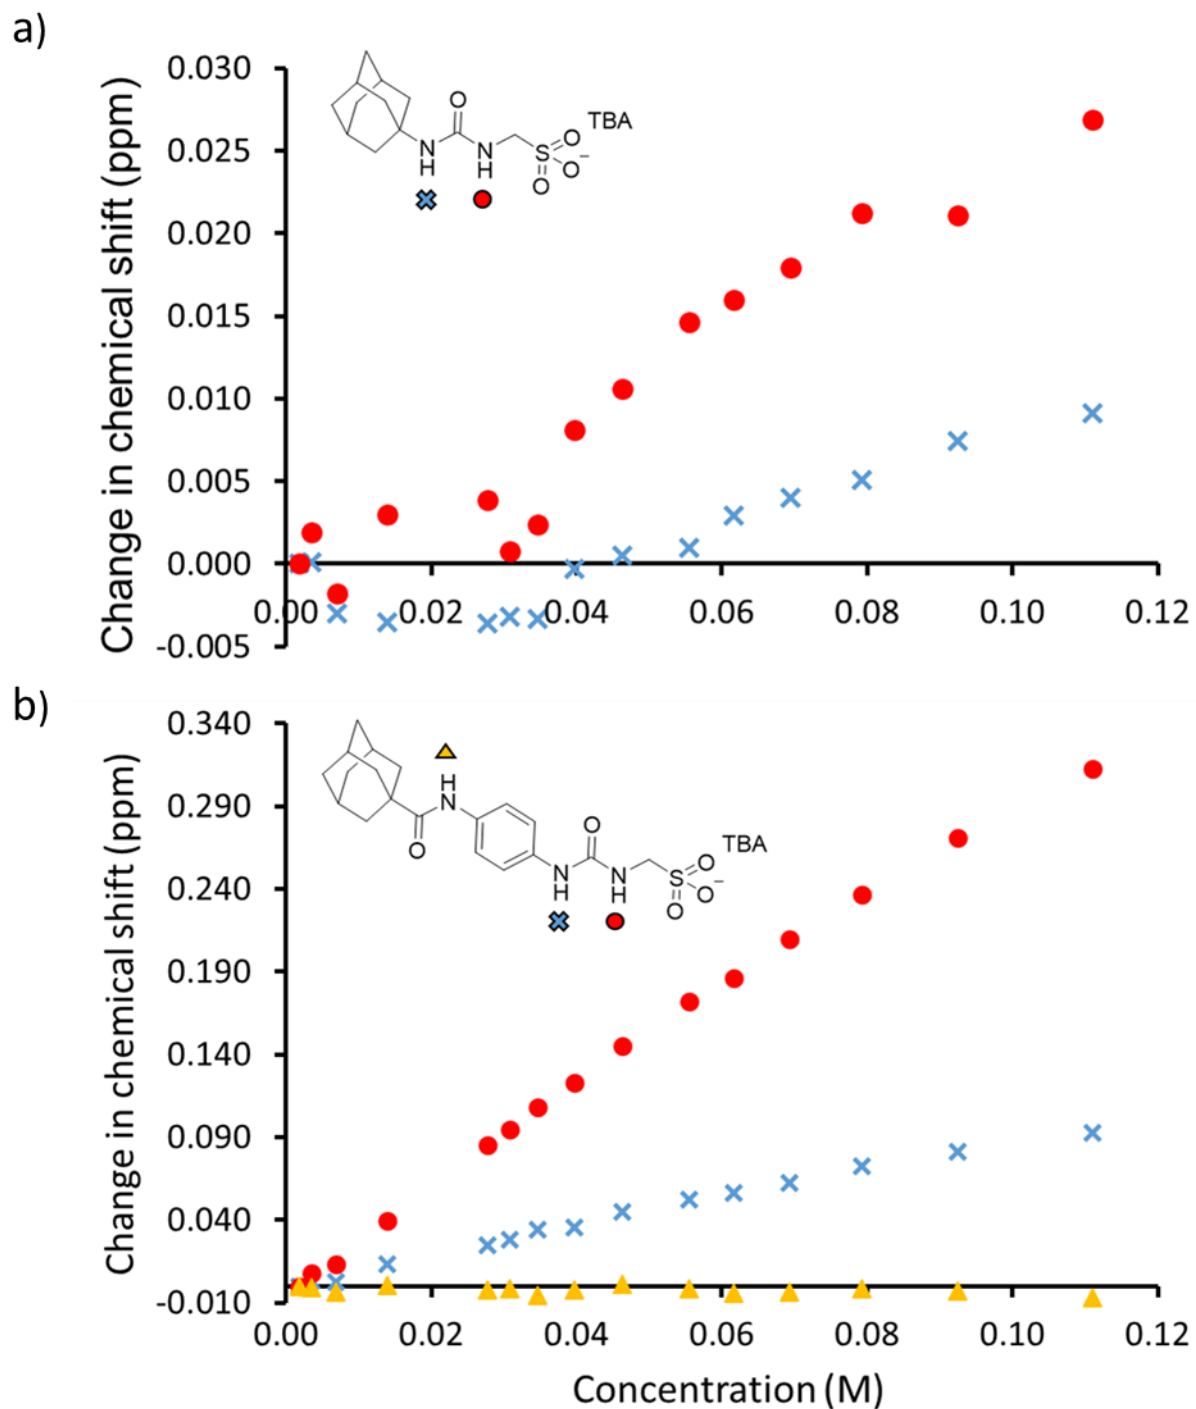 a)
Change in chemical shift (ppm)
0.030
0.025
0.020
0.015
0.010
0.005
0.000
-0.005
0.00 0.02 0.04 0.06 0.08 0.10 0.12
O
N
H
N
H
S
O
O
O
−
TBA
b)
Change in chemical shift (ppm)
0.340
0.290
0.240
0.190
0.140
0.090
0.040
-0.010
0.00 0.02 0.04 0.06 0.08 0.10 0.12
H
N
O
O
N
H
N
H
S
O
O
O
−
TBA
Concentration (M)